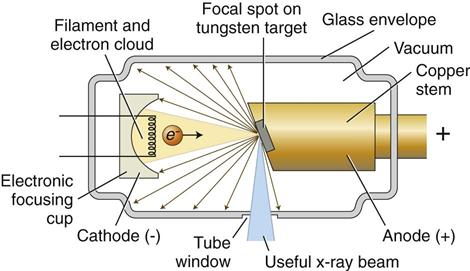 Filament and
electron cloud
Focal spot on
tungsten target
Glass envelope
Vacuum
Copper
stem
e-
+
Electronic
focusing
cup
Cathode (-)
Tube
window
Useful x-ray beam
Anode (+)